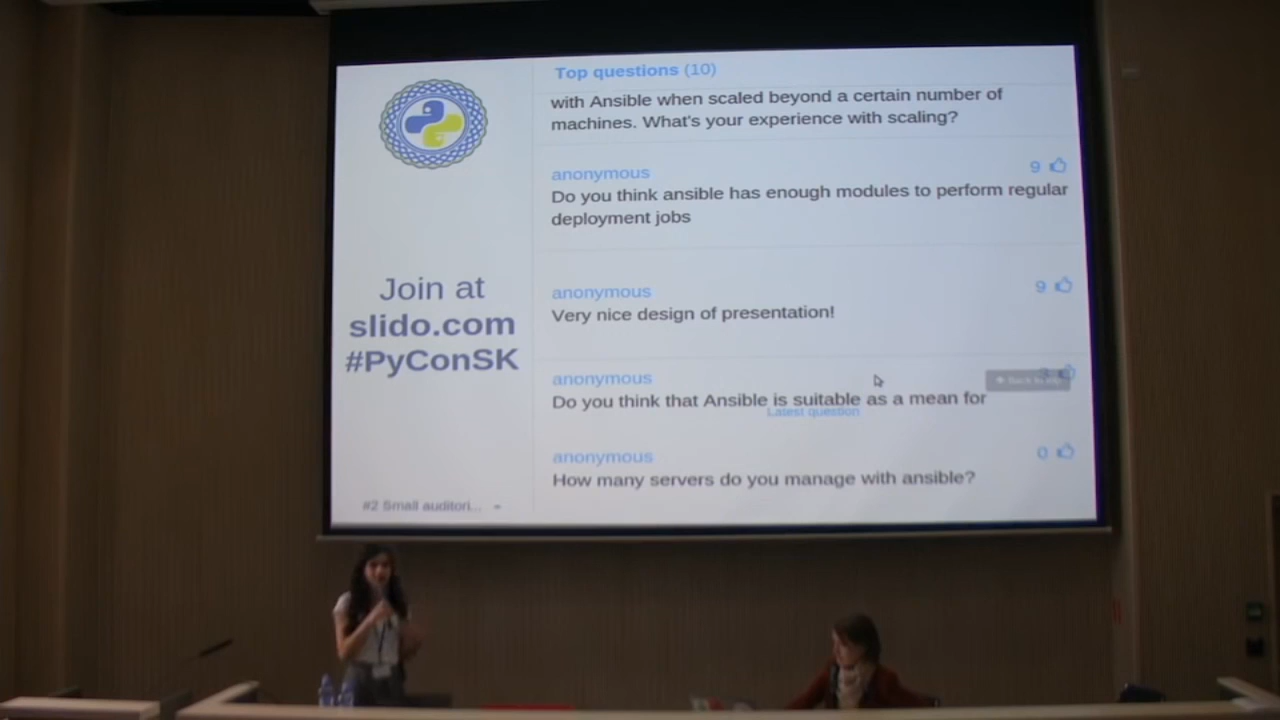 Top questions (10)
with Ansible when scaled beyond a certain number of
machines. What's your experience with scaling?
anonymous
9
Do you think ansible has enough modules to perform regular
deployment jobs
anonymous
9
Very nice design of presentation!
anonymous
3
Do you think that Ansible is suitable as a mean for
Latest question
anonymous
0
How many servers do you manage with ansible?
Join at
slido.com
#PyConSK
#2 Small auditori...